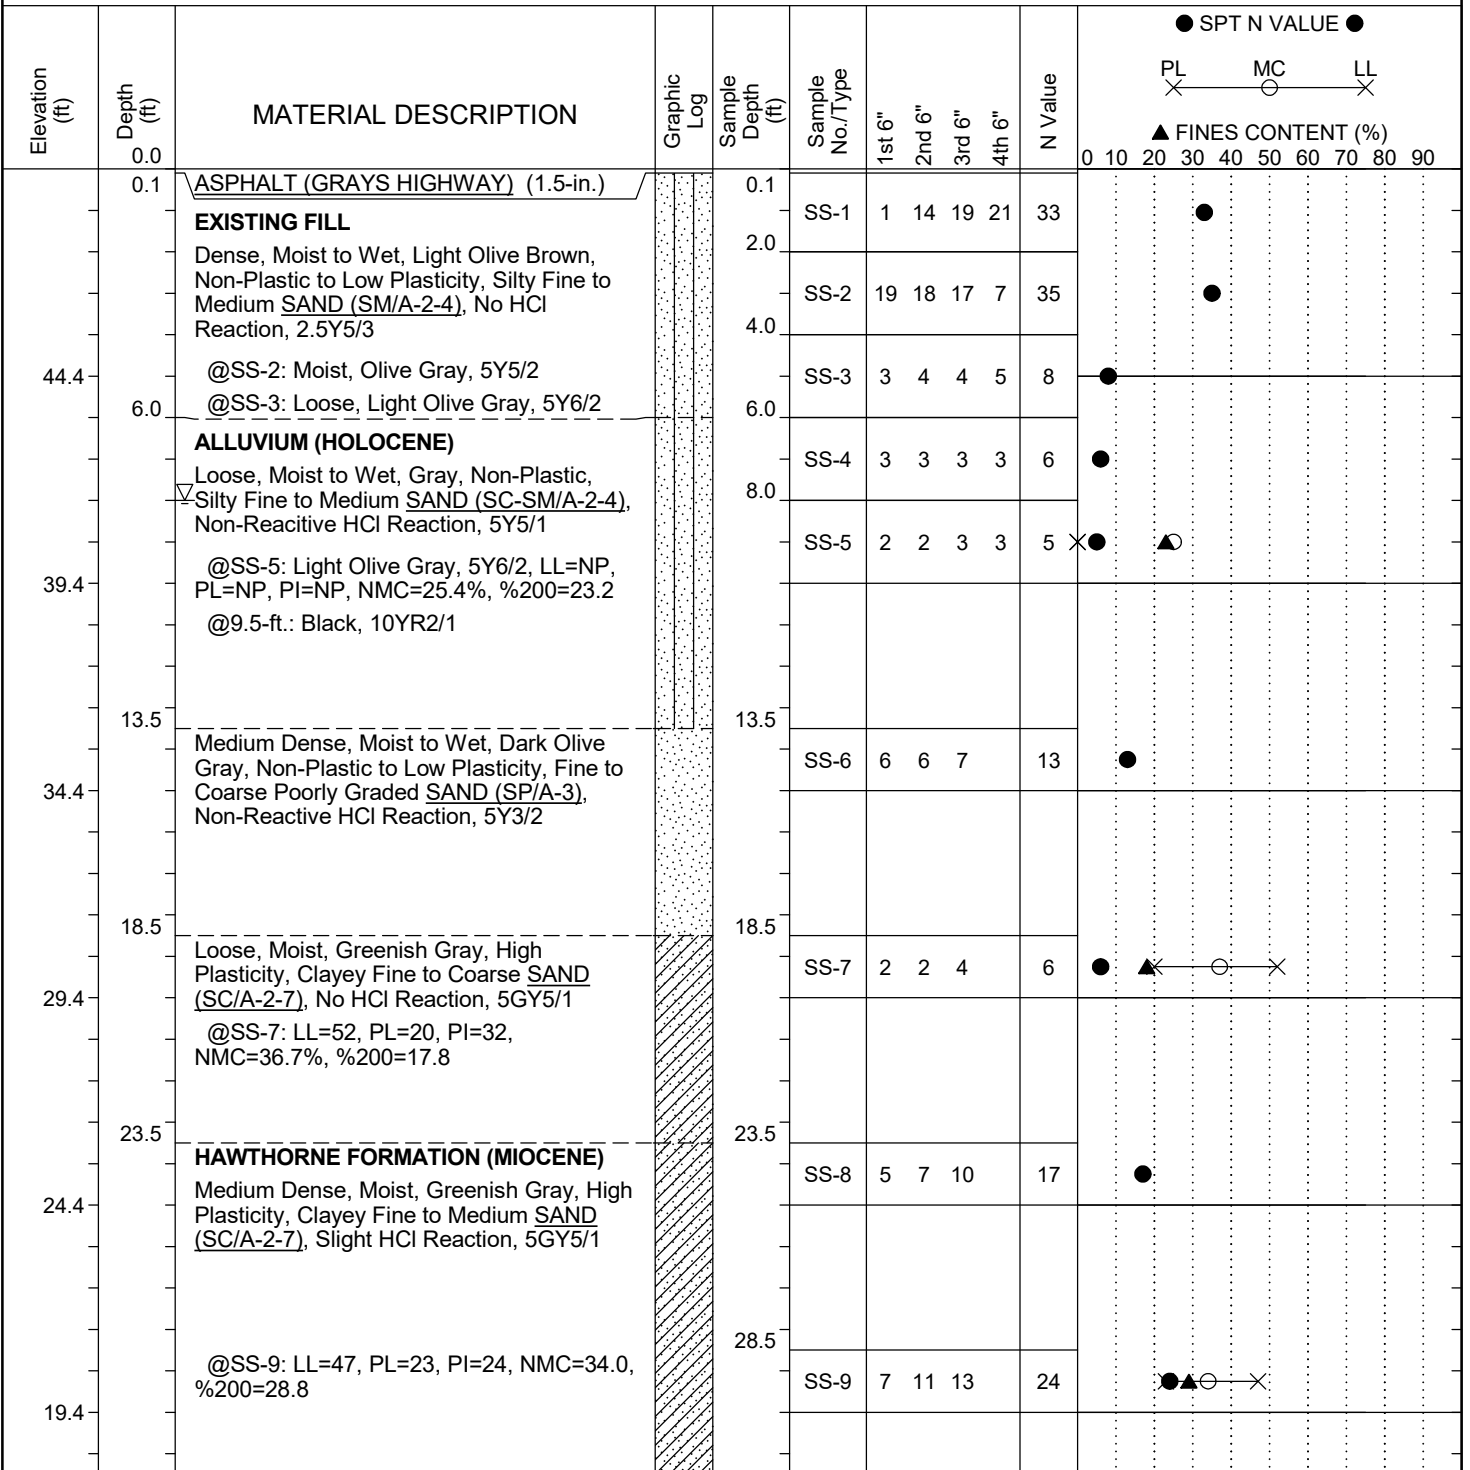 ● SPT N VALUE ●
PL MC LL
▲ FINES CONTENT (%)
0 10 20 30 40 50 60 70 80 90
Elevation
(ft)
Depth
(ft)
0.0
MATERIAL DESCRIPTION
Graphic
Log
Sample
Depth
(ft)
Sample
No./Type
1st 6"
2nd 6"
3rd 6"
4th 6"
N Value
0.1 ASPHALT (GRAYS HIGHWAY) (1.5-in.) 0.1
EXISTING FILL
SS-1 1 14 19 21 33
Dense, Moist to Wet, Light Olive Brown,
2.0
Non-Plastic to Low Plasticity, Silty Fine to
Medium SAND (SM/A-2-4), No HCl
SS-2 19 18 17 7 35
Reaction, 2.5Y5/3
4.0
@SS-2: Moist, Olive Gray, 5Y5/2
44.4 SS-3 3 4 4 5 8
@SS-3: Loose, Light Olive Gray, 5Y6/2
6.0 6.0
ALLUVIUM (HOLOCENE)
SS-4 3 3 3 3 6
Loose, Moist to Wet, Gray, Non-Plastic,
8.0
Silty Fine to Medium SAND (SC-SM/A-2-4),
Non-Reacitive HCl Reaction, 5Y5/1
SS-5 2 2 3 3 5
@SS-5: Light Olive Gray, 5Y6/2, LL=NP,
39.4 PL=NP, PI=NP, NMC=25.4%, %200=23.2
@9.5-ft.: Black, 10YR2/1
13.5 13.5
Medium Dense, Moist to Wet, Dark Olive
SS-6 6 6 7 13
Gray, Non-Plastic to Low Plasticity, Fine to
34.4 Coarse Poorly Graded SAND (SP/A-3),
Non-Reactive HCl Reaction, 5Y3/2
18.5 18.5
Loose, Moist, Greenish Gray, High
SS-7 2 2 4 6
Plasticity, Clayey Fine to Coarse SAND
29.4 (SC/A-2-7), No HCl Reaction, 5GY5/1
@SS-7: LL=52, PL=20, PI=32,
NMC=36.7%, %200=17.8
23.5 23.5
HAWTHORNE FORMATION (MIOCENE)
SS-8 5 7 10 17
Medium Dense, Moist, Greenish Gray, High
24.4 Plasticity, Clayey Fine to Medium SAND
(SC/A-2-7), Slight HCl Reaction, 5GY5/1
28.5
@SS-9: LL=47, PL=23, PI=24, NMC=34.0,
SS-9 7 11 13 24
%200=28.8
19.4